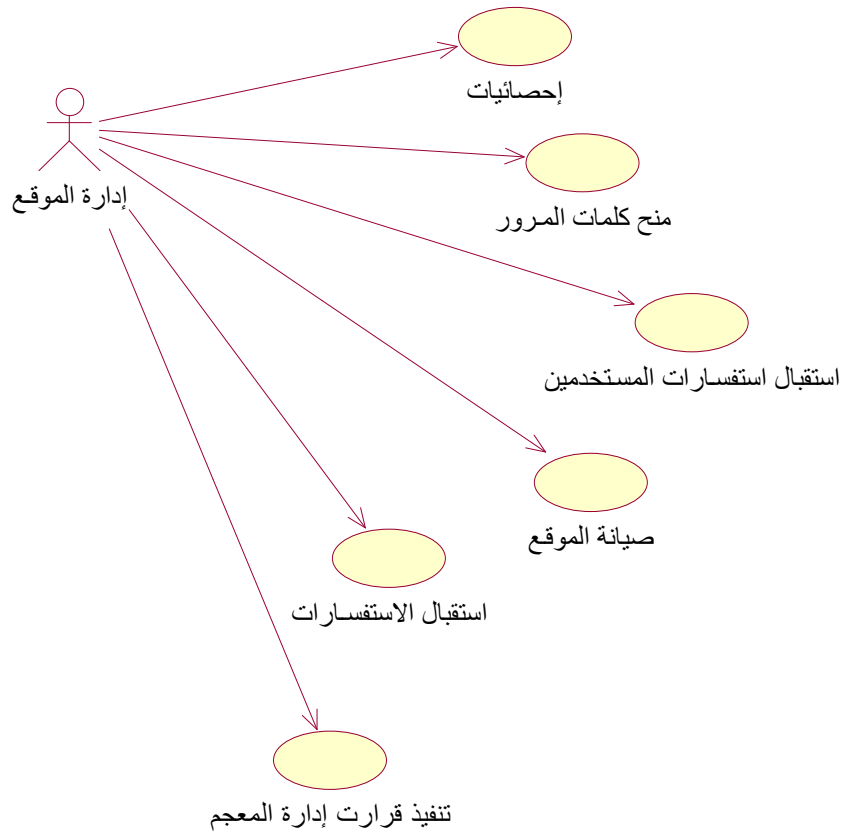 إحصائيات
إدارة الموقع
منح كلمات المرور
استقبال استفسارات المستخدمين
صيانة الموقع
استقبال الاستفسارات
تنفيذ قرارت إدارة المعجم